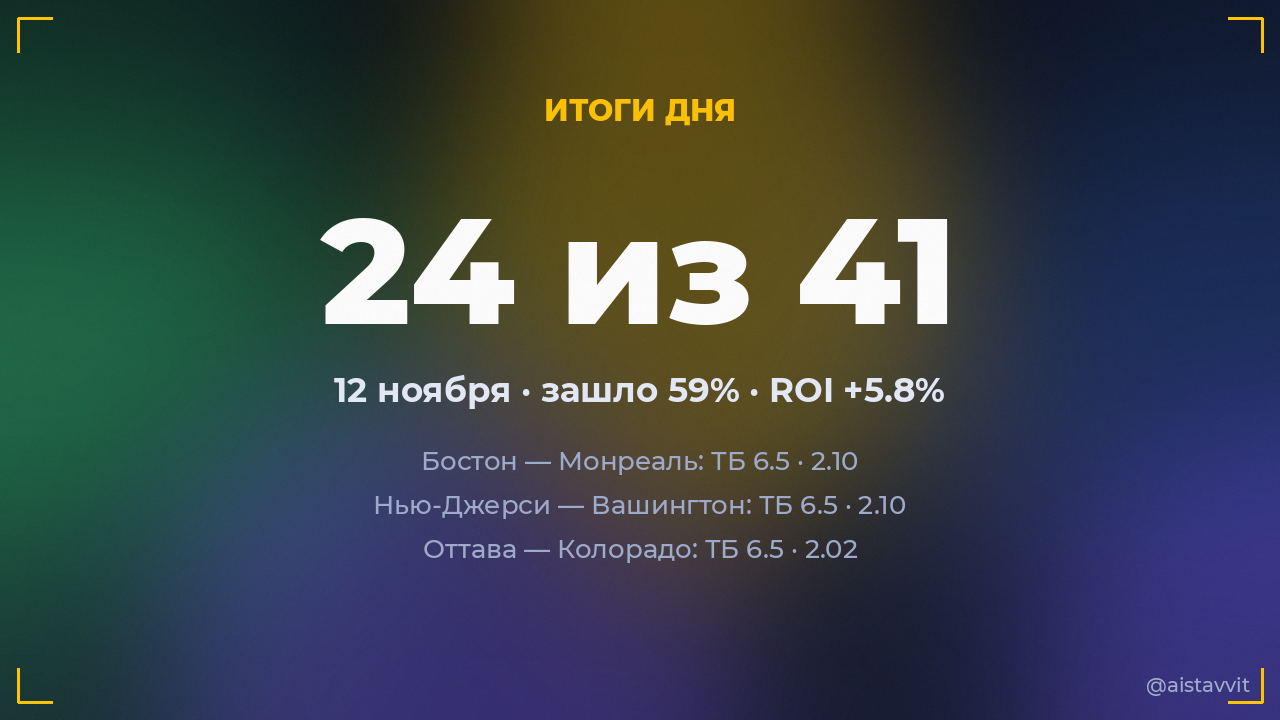 ИТОГИ ДНЯ
24 из 41
12 ноября · зашло 59% · ROI +5.8%
Бостон — Монреаль: ТБ 6.5 · 2.10
Нью-Джерси — Вашингтон: ТБ 6.5 · 2.10
Оттава — Колорадо: ТБ 6.5 · 2.02
@aistavvit